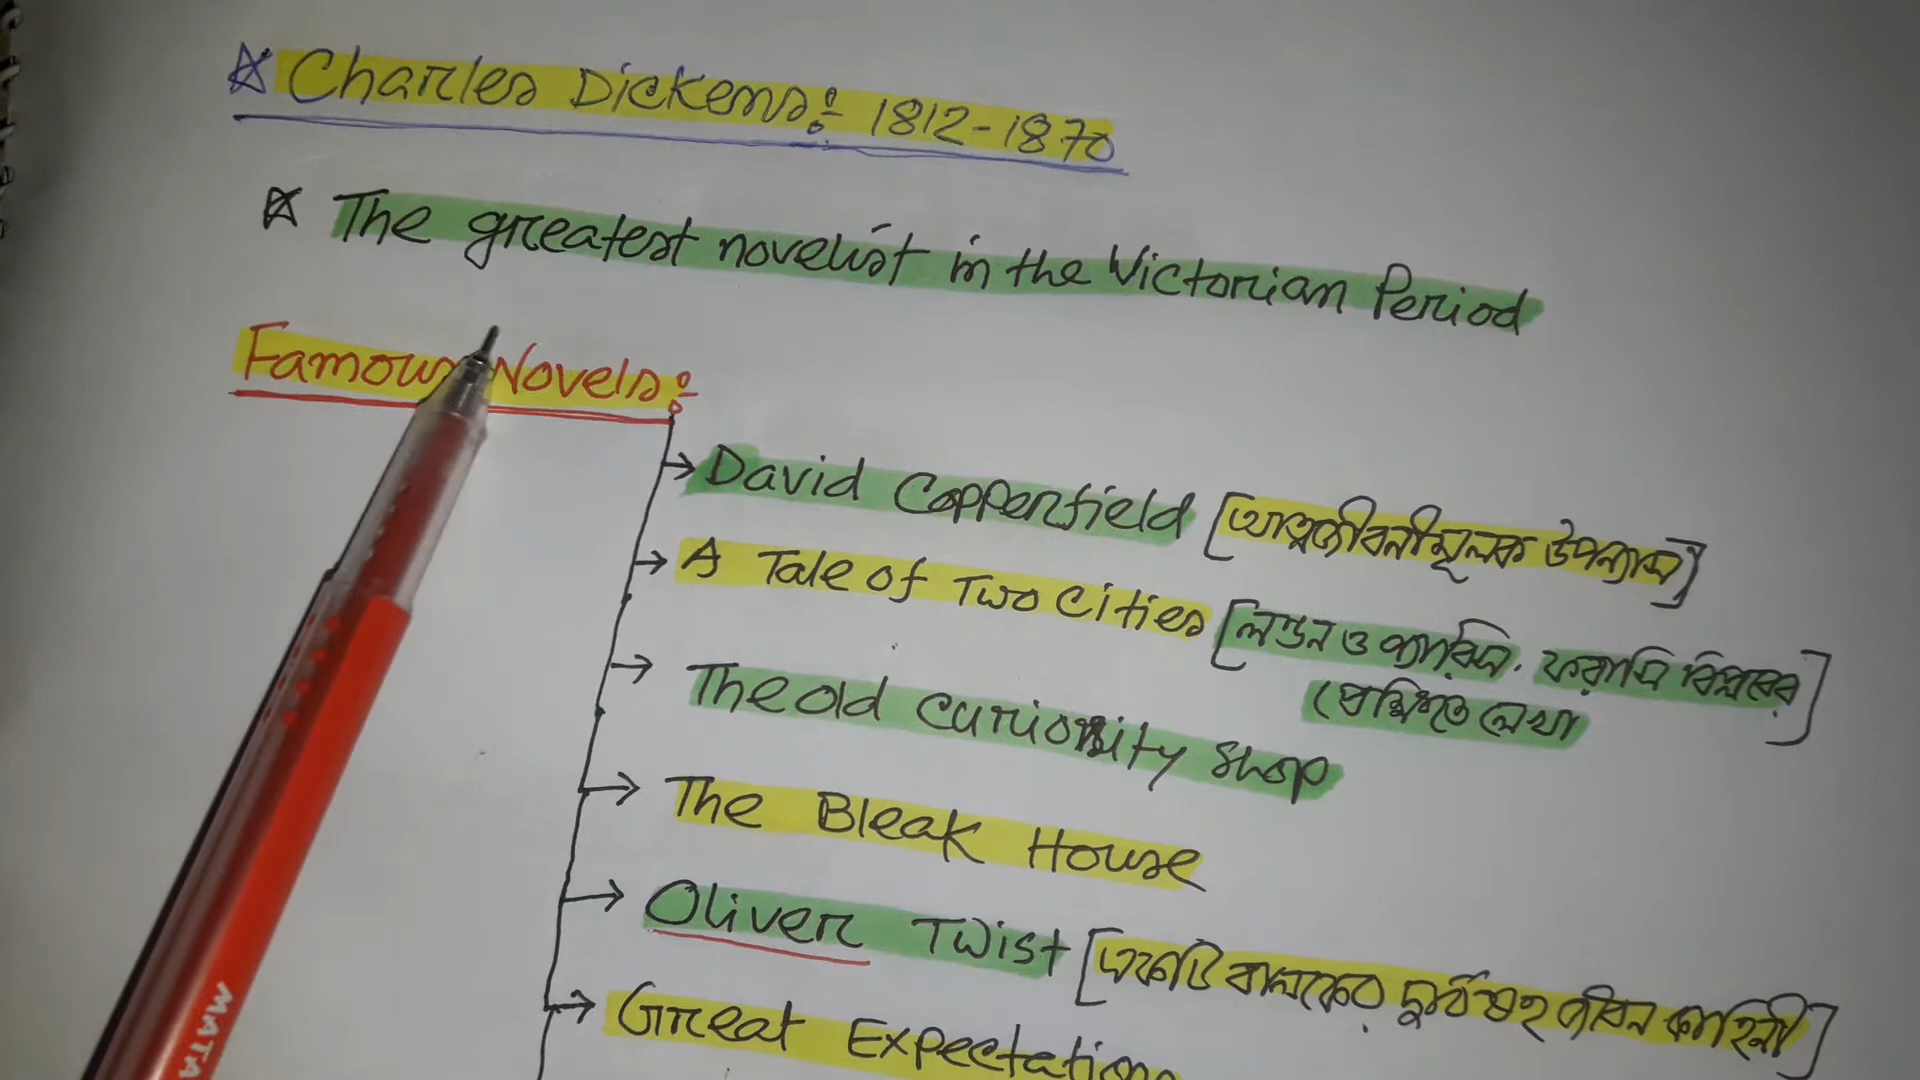 Charles Dickens: 1812-1870
The greatest novelist in the Victorian Period
Famous Novels:
David Copperfield [আত্মজীবনীমূলক উপন্যাস]
A Tale of Two Cities [লন্ডন ও প্যারিস. ফরাসি বিপ্লবের
প্রেক্ষিতে লেখা]
The old curiosity shop
The Bleak House
Oliver Twist [একটি বালকের দুর্বিষহ জীবন কাহিনী]
Great Expectation
MATA